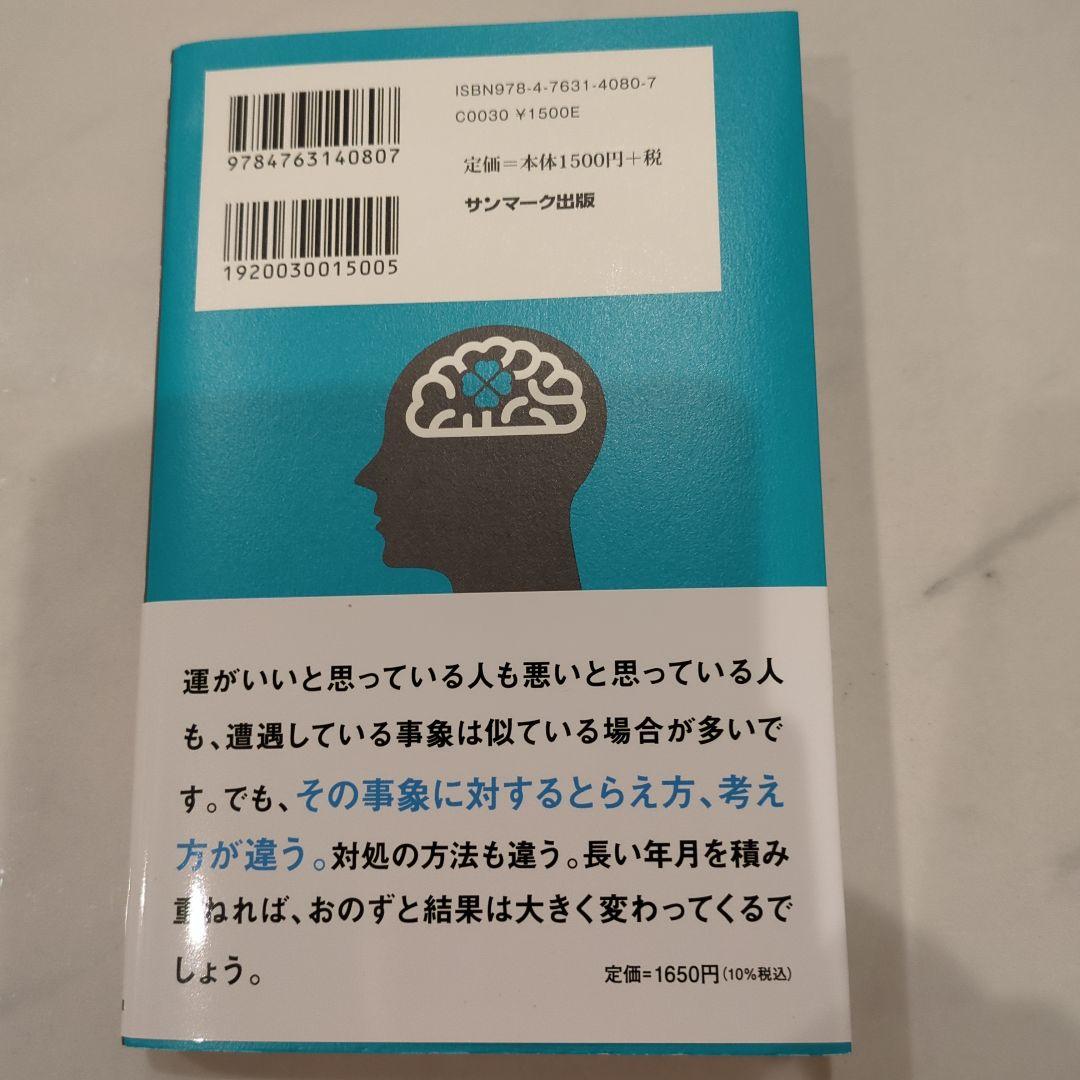 ISBN978-4-7631-4080-7
C0030 ¥1500E
9784763140807
定価=本体1500円+税
サンマーク出版
1920030015005
運がいいと思っている人も悪いと思っている人
も、遭遇している事象は似ている場合が多いで
す。でも、その事象に対するとらえ方、考え
方が違う。対処の方法も違う。長い年月を積み
重ねれば、おのずと結果は大きく変わってくるで
しょう。
定価=1650円(10%税込)